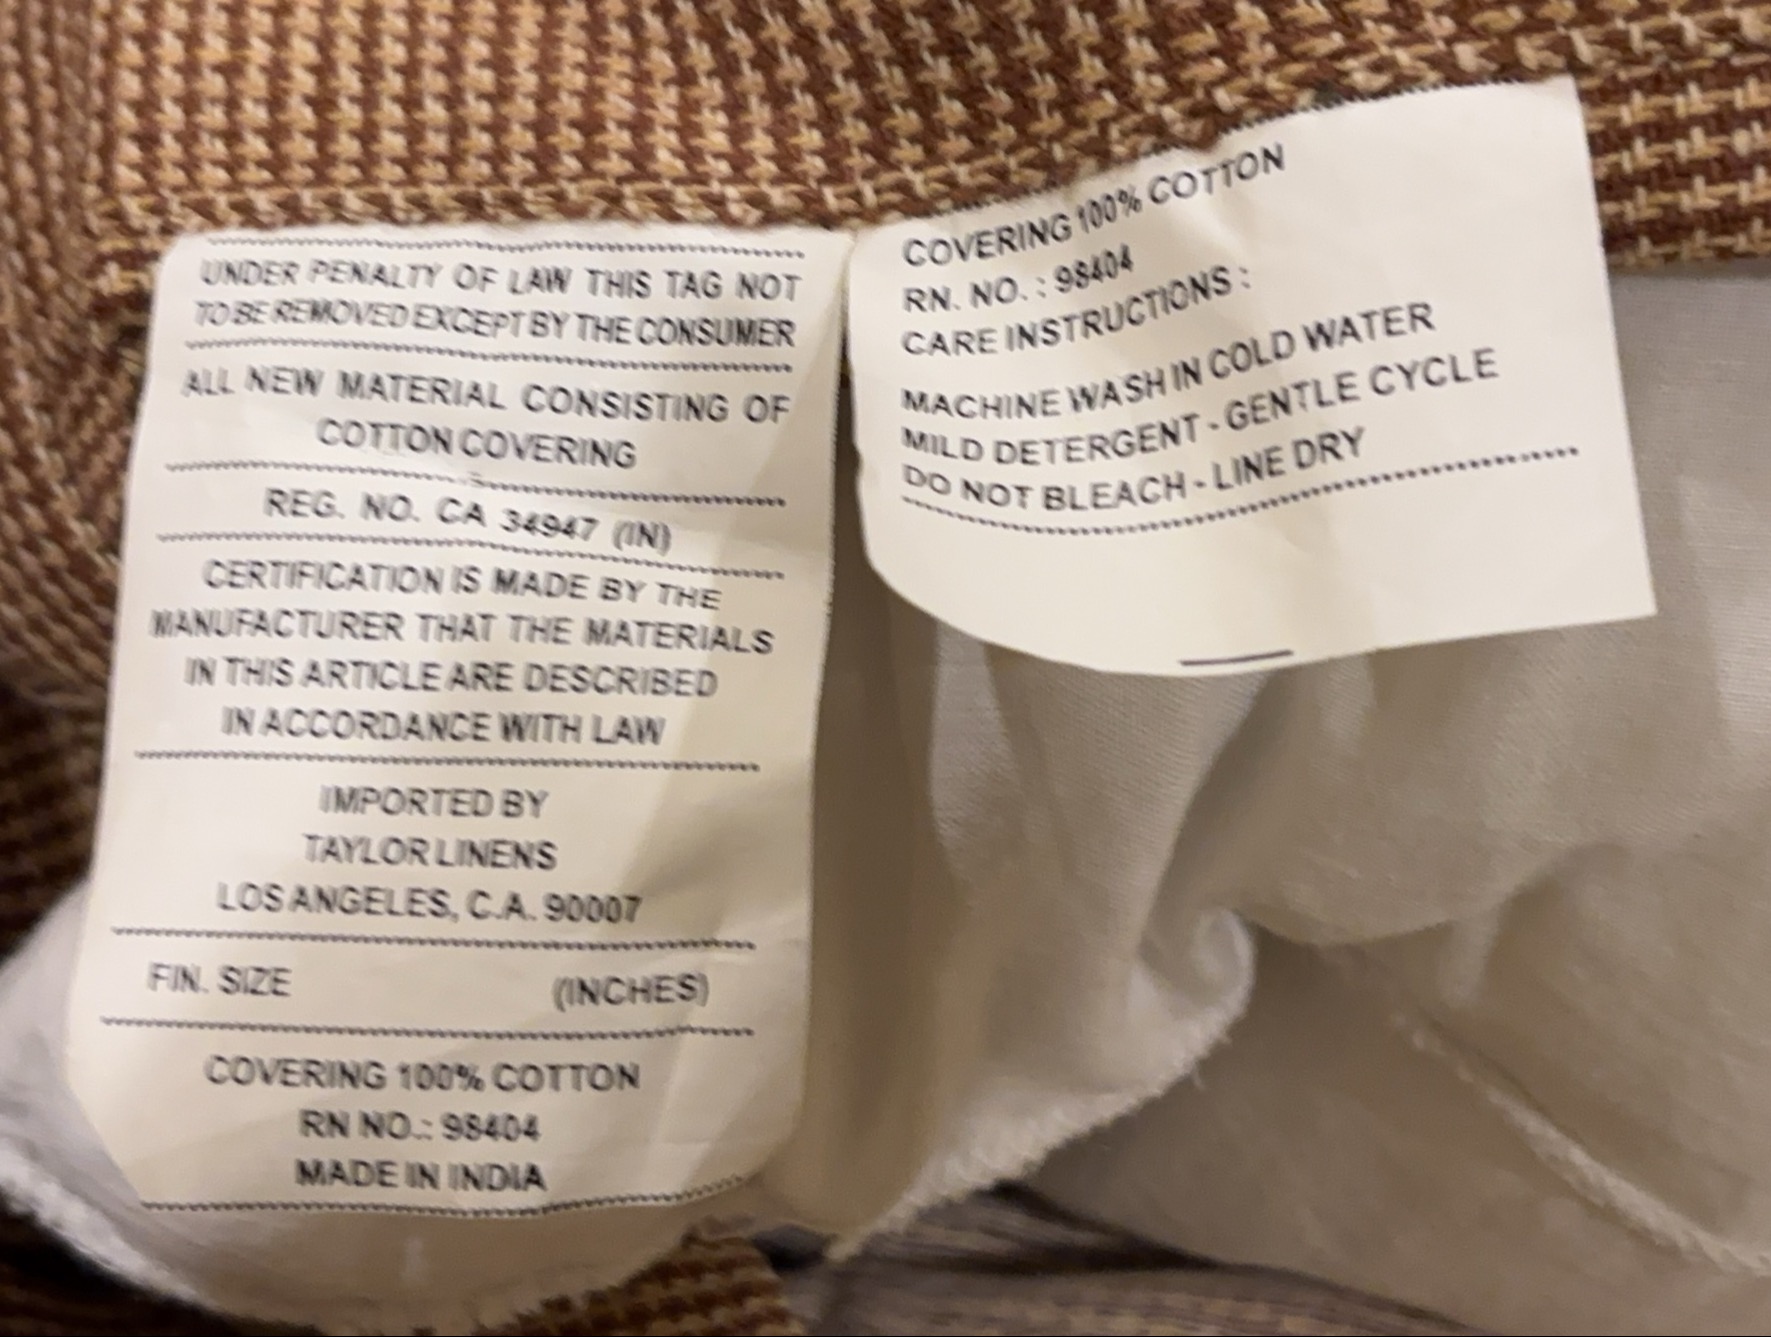 UNDER PENALTY OF LAW THIS TAG NOT
TO BE REMOVED EXCEPT BY THE CONSUMER
ALL NEW MATERIAL CONSISTING OF
COTTON COVERING
REG. NO. CA 34947 (IN)
CERTIFICATION IS MADE BY THE
MANUFACTURER THAT THE MATERIALS
IN THIS ARTICLE ARE DESCRIBED
IN ACCORDANCE WITH LAW
IMPORTED BY
TAYLOR LINENS
LOS ANGELES, C.A. 90007
FIN. SIZE (INCHES)
COVERING 100% COTTON
RN NO.: 98404
MADE IN INDIA
COVERING 100% COTTON
RN. NO. : 98404
CARE INSTRUCTIONS :
MACHINE WASH IN COLD WATER
MILD DETERGENT - GENTLE CYCLE
DO NOT BLEACH - LINE DRY